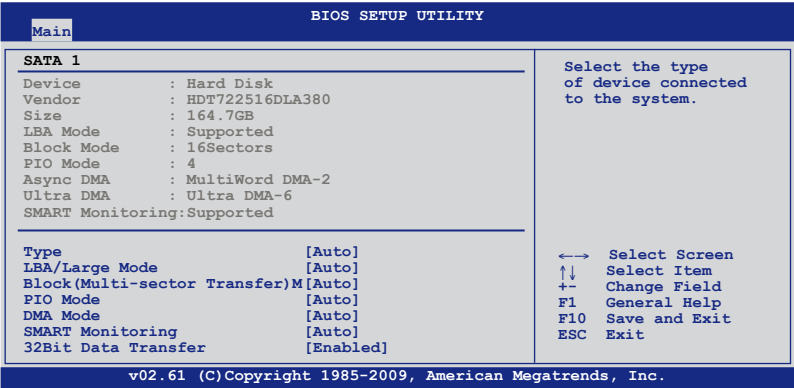 BIOS SETUP UTILITY
Main
SATA 1
Device : Hard Disk
Vendor : HDT722516DLA380
Size : 164.7GB
LBA Mode : Supported
Block Mode : 16Sectors
PIO Mode : 4
Async DMA : MultiWord DMA-2
Ultra DMA : Ultra DMA-6
SMART Monitoring:Supported
Type [Auto]
LBA/Large Mode [Auto]
Block(Multi-sector Transfer)M[Auto]
PIO Mode [Auto]
DMA Mode [Auto]
SMART Monitoring [Auto]
32Bit Data Transfer [Enabled]
Select the type
of device connected
to the system.
←→ Select Screen
↑↓ Select Item
+- Change Field
F1 General Help
F10 Save and Exit
ESC Exit
v02.61 (C)Copyright 1985-2009, American Megatrends, Inc.